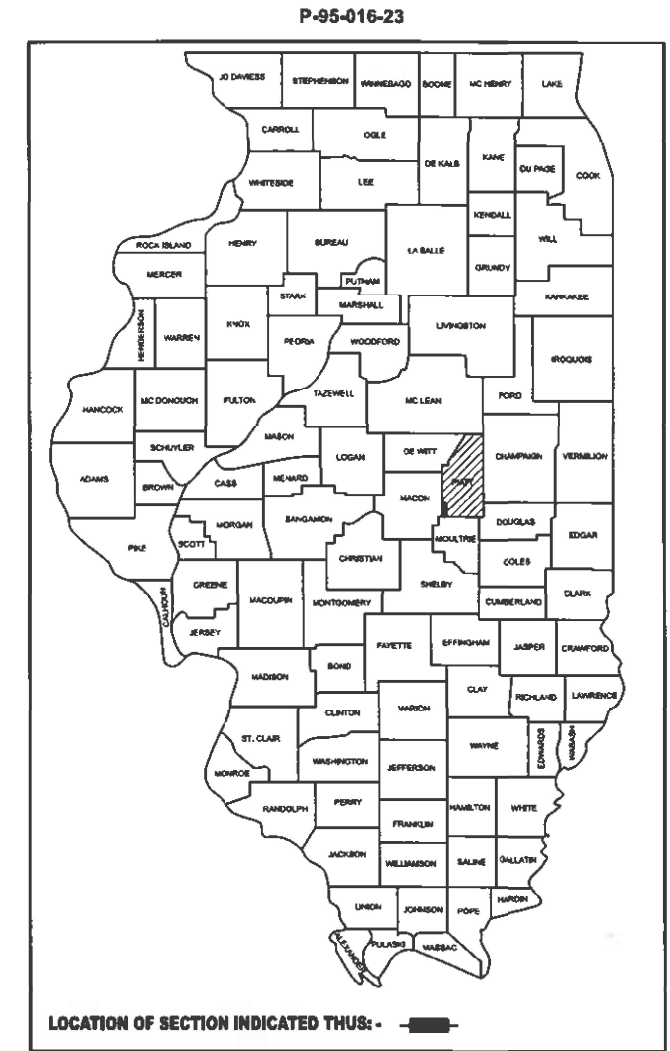 P-95-016-23
JO DAVIESS STEPHENSON WINNEBAGO BOONE MC HENRY LAKE
CARROLL OGLE DE KALB KANE DU PAGE COOK
WHITESIDE LEE
KENDALL WILL
ROCK ISLAND HENRY BUREAU LA SALLE
MERCER PUTNAM GRUNDY
STARK MARSHALL KANKAKEE
HENDERSON WARREN KNOX PEORIA WOODFORD LIVINGSTON IROQUOIS
HANCOCK MC DONOUGH FULTON TAZEWELL MC LEAN FORD
MASON
SCHUYLER LOGAN DE WITT CHAMPAIGN VERMILION
ADAMS BROWN CASS MENARD MACON PIATT
MORGAN SANGAMON DOUGLAS
PIKE SCOTT CHRISTIAN MOULTRIE EDGAR
COLES
CALHOUN GREENE MACOUPIN MONTGOMERY SHELBY CUMBERLAND CLARK
JERSEY
FAYETTE EFFINGHAM JASPER CRAWFORD
MADISON BOND
CLAY RICHLAND LAWRENCE
CLINTON MARION
ST. CLAIR WAYNE EDWARDS WABASH
MONROE WASHINGTON JEFFERSON
RANDOLPH PERRY HAMILTON WHITE
FRANKLIN
JACKSON WILLIAMSON SALINE GALLATIN
UNION JOHNSON POPE HARDIN
ALEXANDER PULASKI MASSAC
LOCATION OF SECTION INDICATED THUS: -